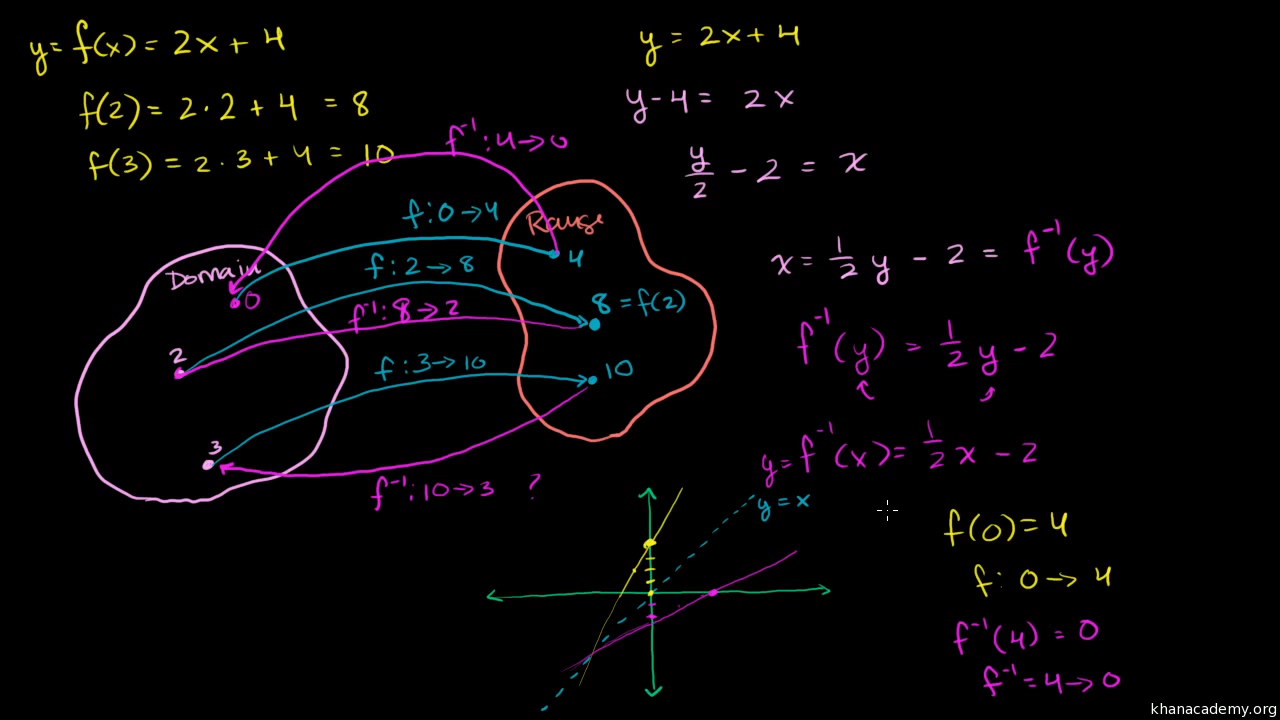 y = f(x) = 2x + 4
f(2) = 2·2 + 4 = 8
f(3) = 2·3 + 4 = 10
f⁻¹: 4→0
f: 0→4
f: 2→8
f⁻¹: 8→2
f: 3→10
f⁻¹: 10→3 ?
Domain
0
2
3
Range
4
8 = f(2)
10
y = 2x + 4
y - 4 = 2x
y/2 - 2 = x
x = 1/2 y - 2 = f⁻¹(y)
f⁻¹(y) = 1/2 y - 2
y = f⁻¹(x) = 1/2 x - 2
y = x
f(0) = 4
f: 0→4
f⁻¹(4) = 0
f⁻¹ = 4→0
khanacademy.org